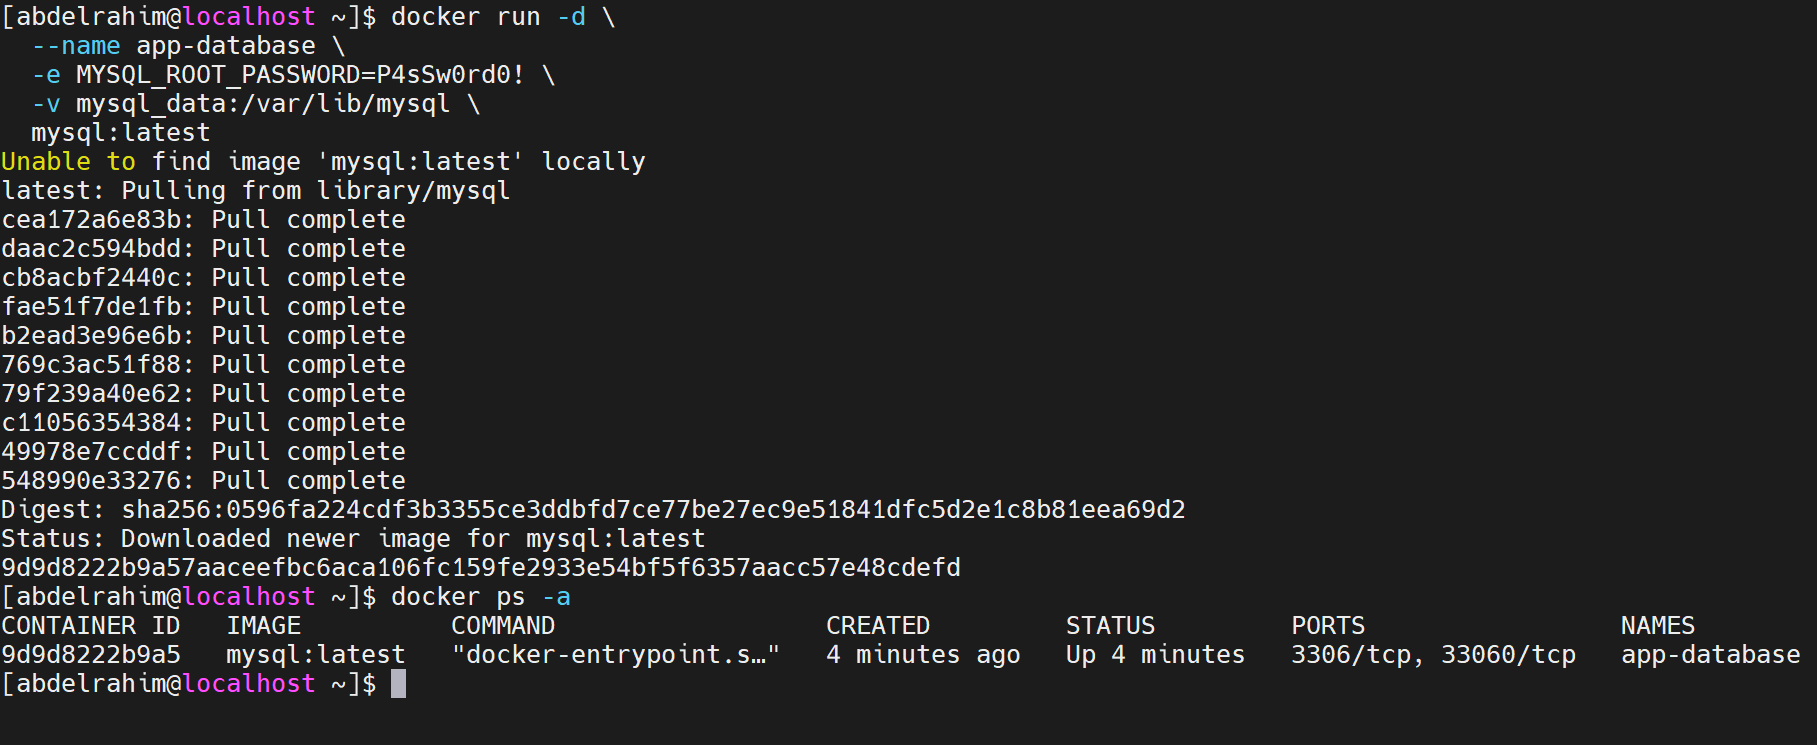 [abdelrahim@localhost ~]$ docker run -d \
  --name app-database \
  -e MYSQL_ROOT_PASSWORD=P4sSw0rd0! \
  -v mysql_data:/var/lib/mysql \
  mysql:latest
Unable to find image 'mysql:latest' locally
latest: Pulling from library/mysql
cea172a6e83b: Pull complete
daac2c594bdd: Pull complete
cb8acbf2440c: Pull complete
fae51f7de1fb: Pull complete
b2ead3e96e6b: Pull complete
769c3ac51f88: Pull complete
79f239a40e62: Pull complete
c11056354384: Pull complete
49978e7ccddf: Pull complete
548990e33276: Pull complete
Digest: sha256:0596fa224cdf3b3355ce3ddbfd7ce77be27ec9e51841dfc5d2e1c8b81eea69d2
Status: Downloaded newer image for mysql:latest
9d9d8222b9a57aaceefbc6aca106fc159fe2933e54bf5f6357aacc57e48cdefd
[abdelrahim@localhost ~]$ docker ps -a
CONTAINER ID   IMAGE          COMMAND                  CREATED         STATUS         PORTS                 NAMES
9d9d8222b9a5   mysql:latest   "docker-entrypoint.s…"   4 minutes ago   Up 4 minutes   3306/tcp, 33060/tcp   app-database
[abdelrahim@localhost ~]$